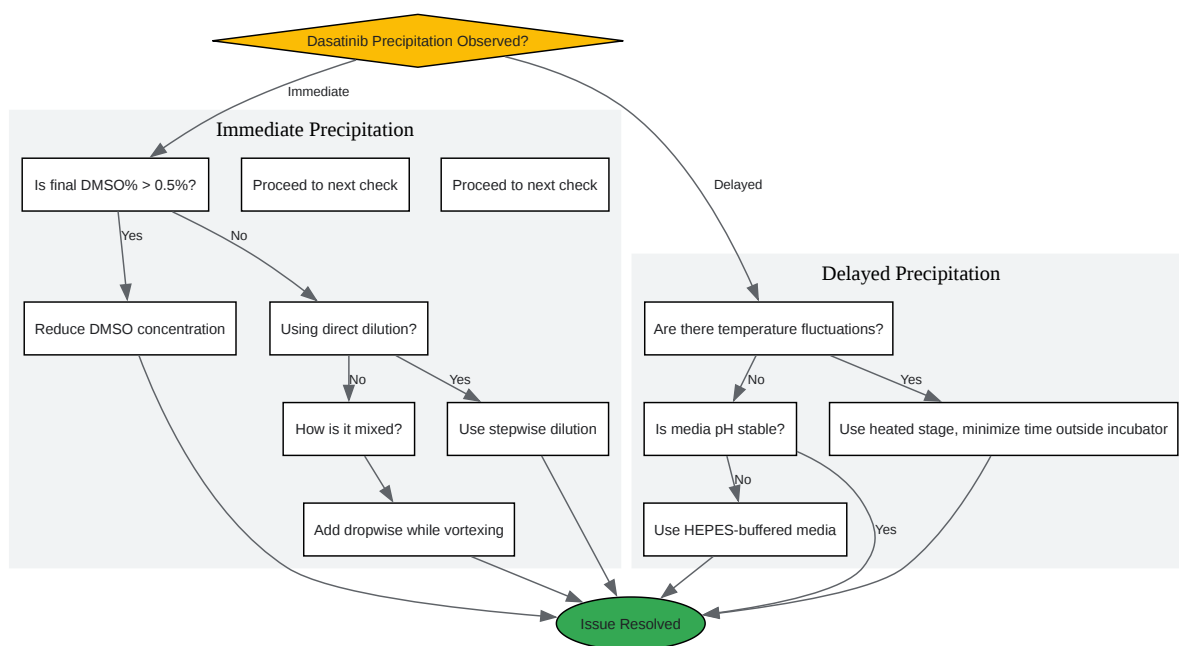 Dasatinib Precipitation Observed?
Immediate
Immediate Precipitation
Is final DMSO% > 0.5%?
Proceed to next check
Proceed to next check
Delayed
Yes
No
Delayed Precipitation
Reduce DMSO concentration
Using direct dilution?
Are there temperature fluctuations?
No
Yes
No
Yes
How is it mixed?
Use stepwise dilution
Is media pH stable?
Use heated stage, minimize time outside incubator
No
Yes
Add dropwise while vortexing
Use HEPES-buffered media
Issue Resolved